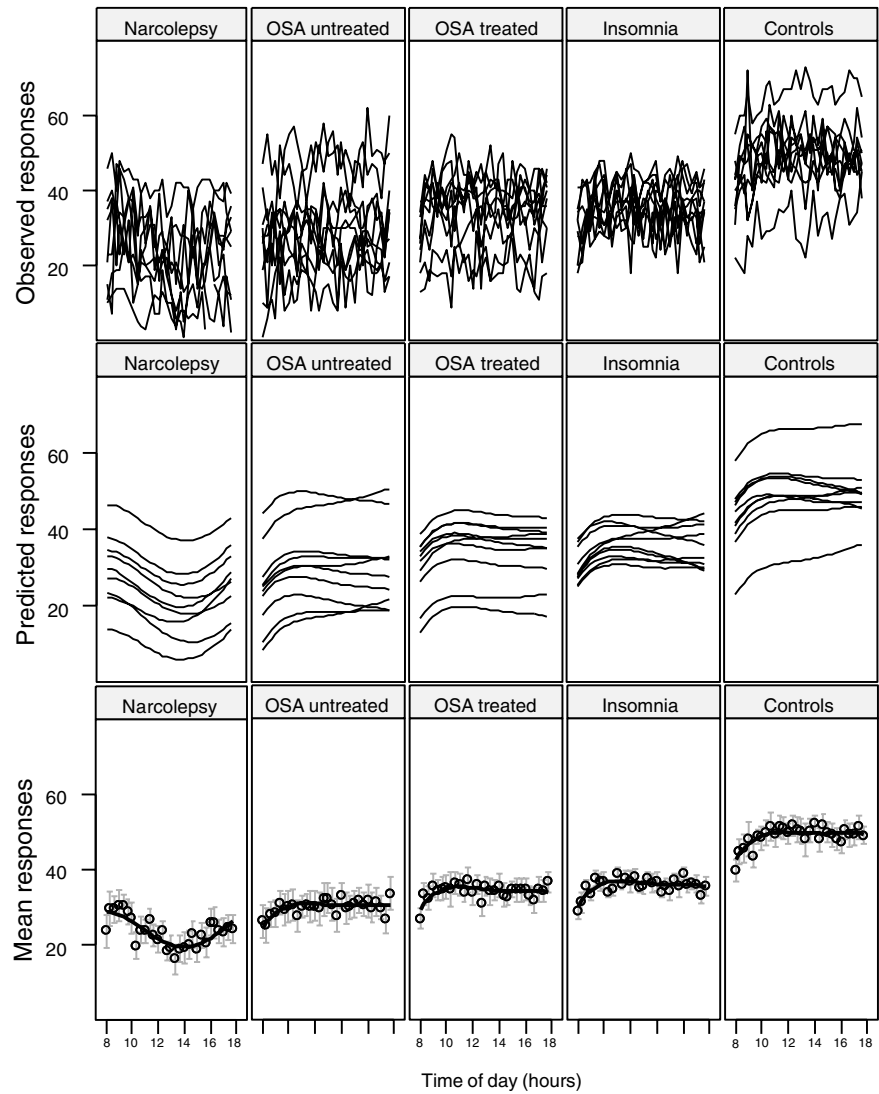 Narcolepsy OSA untreated OSA treated Insomnia Controls
Observed responses
60
40
20
Narcolepsy OSA untreated OSA treated Insomnia Controls
Predicted responses
60
40
20
Narcolepsy OSA untreated OSA treated Insomnia Controls
Mean responses
60
40
20
8 10 12 14 16 18 8 10 12 14 16 18 8 10 12 14 16 18
Time of day (hours)